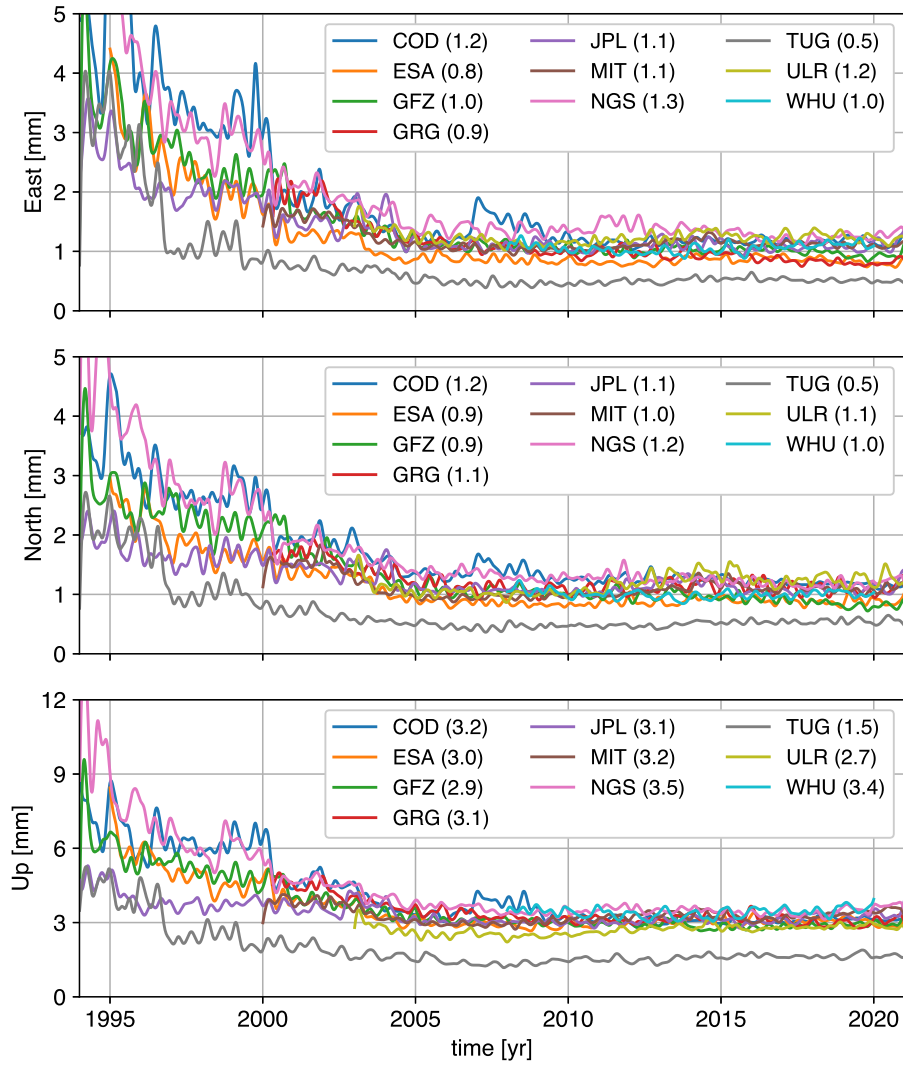 5
4
3
2
1
0
East [mm]
COD (1.2) JPL (1.1) TUG (0.5)
ESA (0.8) MIT (1.1) ULR (1.2)
GFZ (1.0) NGS (1.3) WHU (1.0)
GRG (0.9)
5
4
3
2
1
0
North [mm]
COD (1.2) JPL (1.1) TUG (0.5)
ESA (0.9) MIT (1.0) ULR (1.1)
GFZ (0.9) NGS (1.2) WHU (1.0)
GRG (1.1)
12
9
6
3
0
Up [mm]
COD (3.2) JPL (3.1) TUG (1.5)
ESA (3.0) MIT (3.2) ULR (2.7)
GFZ (2.9) NGS (3.5) WHU (3.4)
GRG (3.1)
1995 2000 2005 2010 2015 2020
time [yr]